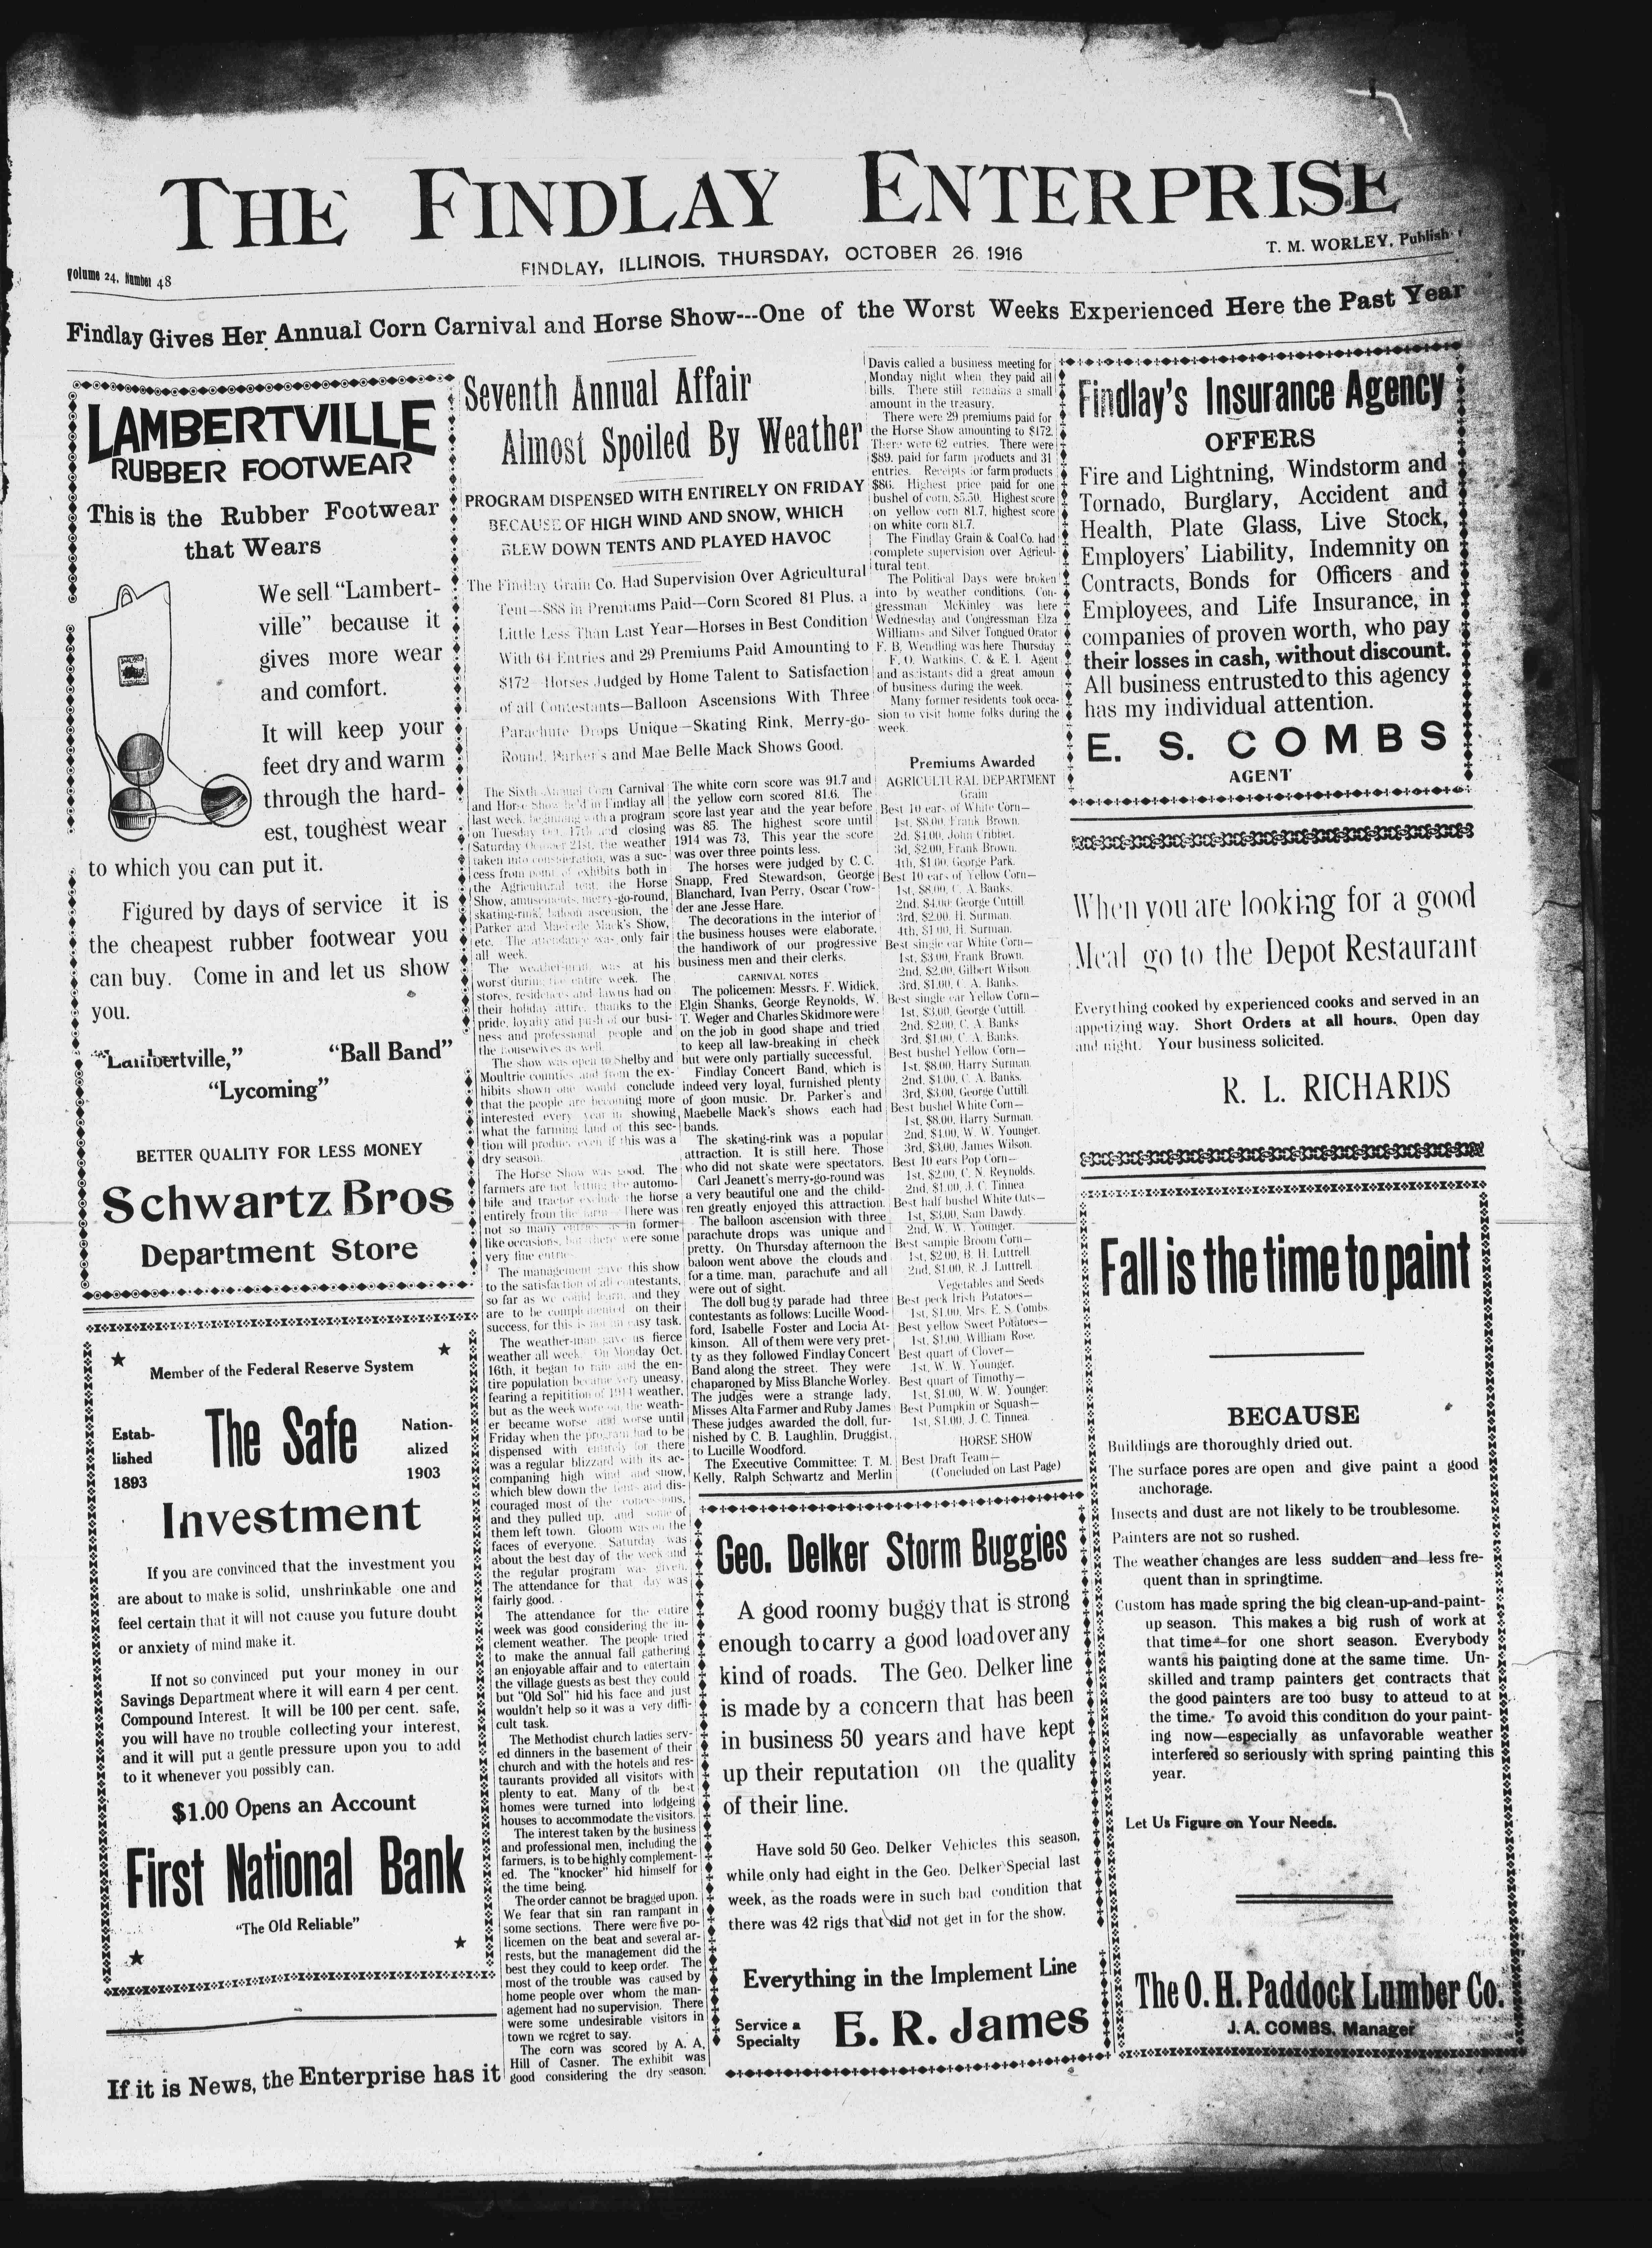 THE FINDLAY ENTERPRISE
Volume 24, Number 48
FINDLAY, ILLINOIS, THURSDAY, OCTOBER 26, 1916
T. M. WORLEY, Publish
Findlay Gives Her Annual Corn Carnival and Horse Show---One of the Worst Weeks Experienced Here the Past Year
LAMBERTVILLE
RUBBER FOOTWEAR
This is the Rubber Footwear
that Wears
We sell "Lambert-
ville" because it
gives more wear
and comfort.
It will keep your
feet dry and warm
through the hard-
est, toughest wear
to which you can put it.
Figured by days of service it is
the cheapest rubber footwear you
can buy. Come in and let us show
you.
"Lambertville," "Ball Band"
"Lycoming"
BETTER QUALITY FOR LESS MONEY
Schwartz Bros
Department Store
Member of the Federal Reserve System
Estab-
lished
1893
The Safe
Nation-
alized
1903
Investment
If you are convinced that the investment you
are about to make is solid, unshrinkable one and
feel certain that it will not cause you future doubt
or anxiety of mind make it.
If not so convinced put your money in our
Savings Department where it will earn 4 per cent.
Compound Interest. It will be 100 per cent. safe,
you will have no trouble collecting your interest,
and it will put a gentle pressure upon you to add
to it whenever you possibly can.
$1.00 Opens an Account
First National Bank
"The Old Reliable"
If it is News, the Enterprise has it
Seventh Annual Affair
Almost Spoiled By Weather
PROGRAM DISPENSED WITH ENTIRELY ON FRIDAY
BECAUSE OF HIGH WIND AND SNOW, WHICH
BLEW DOWN TENTS AND PLAYED HAVOC
The Findlay Grain Co. Had Supervision Over Agricultural
Tent—$88 in Premiums Paid—Corn Scored 81 Plus, a
Little Less Than Last Year—Horses in Best Condition
With 64 Entries and 29 Premiums Paid Amounting to
$172—Horses Judged by Home Talent to Satisfaction
of all Contestants—Balloon Ascensions With Three
Parachute Drops Unique—Skating Rink, Merry-go-
Round, Parker's and Mae Belle Mack Shows Good.
The Sixth Annual Corn Carnival
and Horse Show held in Findlay all
last week, beginning with a program
on Tuesday Oct. 17th and closing
Saturday October 21st, the weather
taken into consideration, was a suc-
cess from point of exhibits both in
the Agricultural tent, the Horse
Show, amusements, merry-go-round,
skating-rink, baloon ascension, the
Parker and Maebelle Mack's Show,
etc. The attendance was only fair
all week.
The weather-man was at his
worst during the entire week. The
stores, residences and lawns had on
their holiday attire, thanks to the
pride, loyalty and push of our busi-
ness and professional people and
the housewives as well.
The show was open to Shelby and
Moultrie counties and from the ex-
hibits shown one would conclude
that the people are becoming more
interested every year in showing
what the farming land of this sec-
tion will produce even if this was a
dry season.
The Horse Show was good. The
farmers are not letting the automo-
bile and tractor exclude the horse
entirely from the farm. There was
not so many entries as in former
like occasions, but there were some
very fine entries.
The management gave this show
to the satisfaction of all contestants,
so far as we could learn, and they
are to be complemented on their
success, for this is not an easy task.
The weather-man gave us fierce
weather all week. On Monday Oct.
16th, it began to rain and the en-
tire population became very uneasy,
fearing a repitition of 1914 weather,
but as the week wore on, the weath-
er became worse and worse until
Friday when the program had to be
dispensed with entirely for there
was a regular blizzard with its ac-
companing high wind and snow,
which blew down the tents and dis-
couraged most of the concessions,
and they pulled up, and some of
them left town. Gloom was on the
faces of everyone. Saturday was
about the best day of the week and
the regular program was given.
The attendance for that day was
fairly good.
The attendance for the entire
week was good considering the in-
clement weather. The people tried
to make the annual fall gathering
an enjoyable affair and to entertain
the village guests as best they could
but "Old Sol" hid his face and just
wouldn't help so it was a very diffi-
cult task.
The Methodist church ladies serv-
ed dinners in the basement of their
church and with the hotels and res-
taurants provided all visitors with
plenty to eat. Many of the best
homes were turned into lodgeing
houses to accommodate the visitors.
The interest taken by the business
and professional men, including the
farmers, is to be highly complement-
ed. The "knocker" hid himself for
the time being.
The order cannot be bragged upon.
We fear that sin ran rampant in
some sections. There were five po-
licemen on the beat and several ar-
rests, but the management did the
best they could to keep order. The
most of the trouble was caused by
home people over whom the man-
agement had no supervision. There
were some undesirable visitors in
town we regret to say.
The corn was scored by A. A.
Hill of Casner. The exhibit was
good considering the dry season.
The white corn score was 91.7 and
the yellow corn scored 81.6. The
score last year and the year before
was 85. The highest score until
1914 was 73, This year the score
was over three points less.
The horses were judged by C. C.
Snapp, Fred Stewardson, George
Blanchard, Ivan Perry, Oscar Crow-
der ane Jesse Hare.
The decorations in the interior of
the business houses were elaborate,
the handiwork of our progressive
business men and their clerks.
CARNIVAL NOTES
The policemen: Messrs. F. Widick,
Elgin Shanks, George Reynolds, W.
T. Weger and Charles Skidmore were
on the job in good shape and tried
to keep all law-breaking in check
but were only partially successful.
Findlay Concert Band, which is
indeed very loyal, furnished plenty
of goon music. Dr. Parker's and
Maebelle Mack's shows each had
bands.
The skating-rink was a popular
attraction. It is still here. Those
who did not skate were spectators.
Carl Jeanett's merry-go-round was
a very beautiful one and the child-
ren greatly enjoyed this attraction.
The balloon ascension with three
parachute drops was unique and
pretty. On Thursday afternoon the
baloon went above the clouds and
for a time, man, parachute and all
were out of sight.
The doll buggy parade had three
contestants as follows: Lucille Wood-
ford, Isabelle Foster and Locia At-
kinson. All of them were very pret-
ty as they followed Findlay Concert
Band along the street. They were
chaparoned by Miss Blanche Worley.
The judges were a strange lady,
Misses Alta Farmer and Ruby James
These judges awarded the doll, fur-
nished by C. B. Laughlin, Druggist,
to Lucille Woodford.
The Executive Committee: T. M.
Kelly, Ralph Schwartz and Merlin
Davis called a business meeting for
Monday night when they paid all
bills. There still remains a small
amount in the treasury.
There were 29 premiums paid for
the Horse Show amounting to $172.
There were 62 entries. There were
$89. paid for farm products and 31
entries. Receipts for farm products
$86. Highest price paid for one
bushel of corn, $5.50. Highest score
on yellow corn 81.7, highest score
on white corn 81.7.
The Findlay Grain & Coal Co. had
complete supervision over Agricul-
tural tent.
The Political Days were broken
into by weather conditions. Con-
gressman McKinley was here
Wednesday and Congressman Elza
Williams and Silver Tongued Orator
F. B. Wendling was here Thursday
F. O. Watkins, C. & E. I. Agent
and assistants did a great amoun
of business during the week.
Many former residents took occa-
sion to visit home folks during the
week.
Premiums Awarded
AGRICULTURAL DEPARTMENT
Grain
Best 10 ears of White Corn—
1st, $8.00, Frank Brown.
2d, $4.00, John Cribbet.
3d, $2.00, Frank Brown.
4th, $1.00, George Park.
Best 10 ears of Yellow Corn—
1st, $8.00, C. A. Banks.
2nd, $4.00 George Cuttill
3rd, $2.00, H. Surman.
4th, $1.00, H. Surman.
Best single ear White Corn—
1st, $3.00, Frank Brown.
2nd, $2.00, Gilbert Wilson
3rd, $1.00, C. A. Banks.
Best single ear Yellow Corn—
1st, $3.00, George Cuttill.
2nd, $2.00, C. A. Banks
3rd, $1.00, C. A. Banks.
Best bushel Yellow Corn—
1st, $8.00, Harry Surman.
2nd, $4.00, C. A. Banks.
3rd, $3.00, George Cuttill.
Best bushel White Corn—
1st, $8.00, Harry Surman.
2nd, $4.00, W. W. Younger.
3rd, $3.00, James Wilson.
Best 10 ears Pop Corn—
1st, $2.00, C. N. Reynolds.
2nd, $1.00, J. C. Tinnea
Best half bushel White Oats—
1st, $3.00, Sam Dawdy.
2nd, W. W. Younger.
Best sample Broom Corn—
1st, $2.00, B. H. Luttrell
2nd, $1.00, R. J. Luttrell.
Vegetables and Seeds
Best peck Irish Potatoes—
1st, $1.00, Mrs. E. S. Combs.
Best yellow Sweet Potatoes—
1st, $1.00, William Rose.
Best quart of Clover—
1st, W. W. Younger.
Best quart of Timothy—
1st, $1.00, W. W. Younger.
Best Pumpkin or Squash—
1st, $1.00, J. C. Tinnea.
HORSE SHOW
Best Draft Team—
(Concluded on Last Page)
Geo. Delker Storm Buggies
A good roomy buggy that is strong
enough to carry a good load over any
kind of roads. The Geo. Delker line
is made by a concern that has been
in business 50 years and have kept
up their reputation on the quality
of their line.
Have sold 50 Geo. Delker Vehicles this season,
while only had eight in the Geo. Delker Special last
week, as the roads were in such bad condition that
there was 42 rigs that did not get in for the show.
Everything in the Implement Line
Service a
Specialty
E. R. James
Findlay's Insurance Agency
OFFERS
Fire and Lightning, Windstorm and
Tornado, Burglary, Accident and
Health, Plate Glass, Live Stock,
Employers' Liability, Indemnity on
Contracts, Bonds for Officers and
Employees, and Life Insurance, in
companies of proven worth, who pay
their losses in cash, without discount.
All business entrusted to this agency
has my individual attention.
E. S. COMBS
AGENT
When you are looking for a good
Meal go to the Depot Restaurant
Everything cooked by experienced cooks and served in an
appetizing way. Short Orders at all hours. Open day
and night. Your business solicited.
R. L. RICHARDS
Fall is the time to paint
BECAUSE
Buildings are thoroughly dried out.
The surface pores are open and give paint a good
anchorage.
Insects and dust are not likely to be troublesome.
Painters are not so rushed.
The weather changes are less sudden and less fre-
quent than in springtime.
Custom has made spring the big clean-up-and-paint-
up season. This makes a big rush of work at
that time—for one short season. Everybody
wants his painting done at the same time. Un-
skilled and tramp painters get contracts that
the good painters are too busy to atteud to at
the time. To avoid this condition do your paint-
ing now—especially as unfavorable weather
interfered so seriously with spring painting this
year.
Let Us Figure on Your Needs.
The O. H. Paddock Lumber Co.
J. A. COMBS, Manager